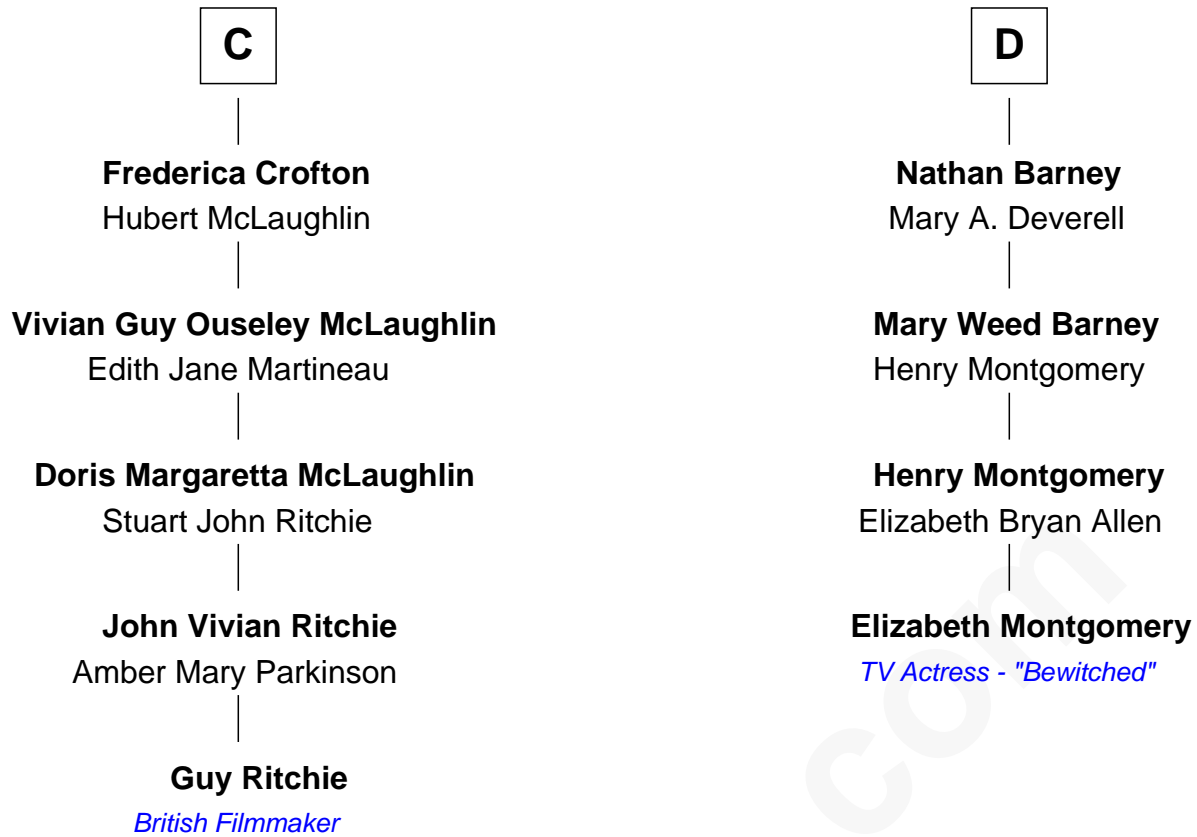 C
Frederica Crofton
Hubert McLaughlin
Vivian Guy Ouseley McLaughlin
Edith Jane Martineau
Doris Margaretta McLaughlin
Stuart John Ritchie
John Vivian Ritchie
Amber Mary Parkinson
Guy Ritchie
British Filmmaker
D
Nathan Barney
Mary A. Deverell
Mary Weed Barney
Henry Montgomery
Henry Montgomery
Elizabeth Bryan Allen
Elizabeth Montgomery
TV Actress - "Bewitched"
com